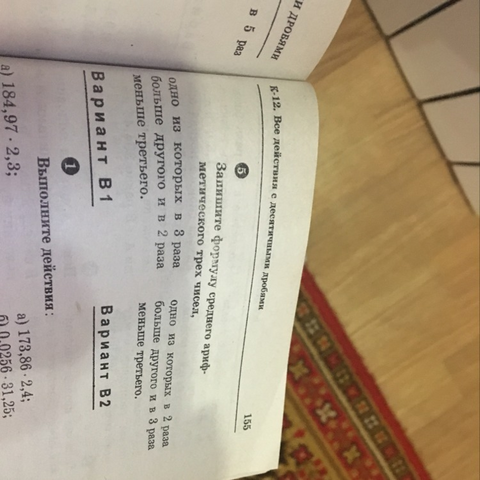 И ДРОБЯМИ
в 5 раз
К-12. Все действия с десятичными дробями
155
5 Запишите формулу среднего ариф-
метического трех чисел,
одно из которых в 3 раза
больше другого и в 2 раза
меньше третьего.
одно из которых в 2 раза
больше другого и в 3 раза
меньше третьего.
Вариант В1
Вариант В2
1 Выполните действия:
а) 184,97 · 2,3;
а) 173,86 · 2,4;
б) 0,0256 · 31,25;